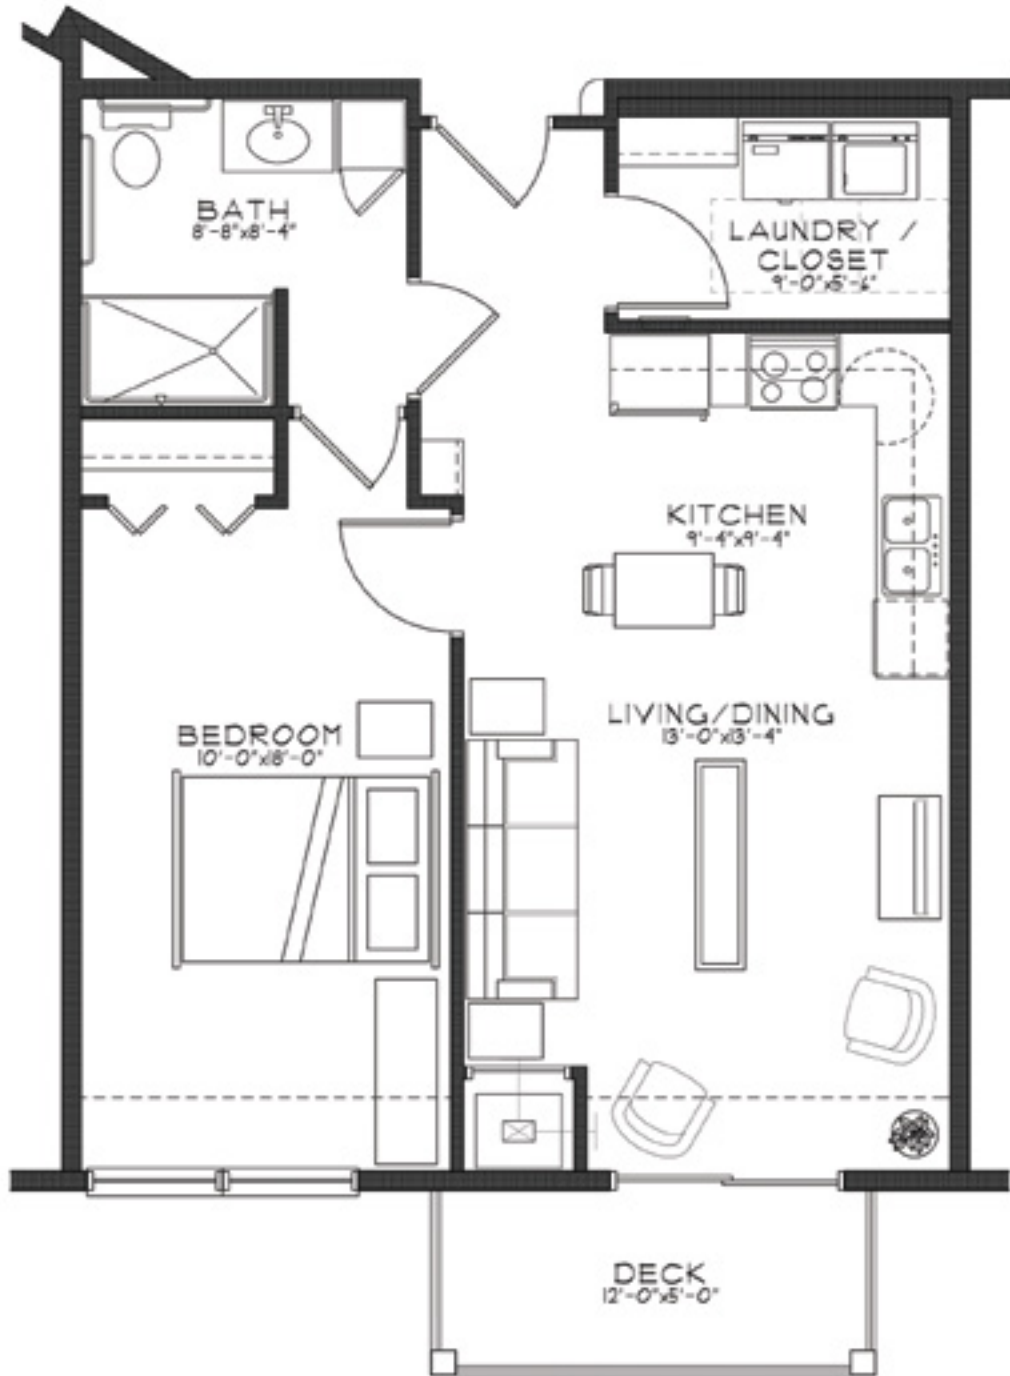 BATH
8'-8"x8'-4"
LAUNDRY /
CLOSET
9'-0"x5'-6"
KITCHEN
9'-4"x9'-4"
LIVING/DINING
13'-0"x13'-4"
BEDROOM
10'-0"x18'-0"
DECK
12'-0"x5'-0"